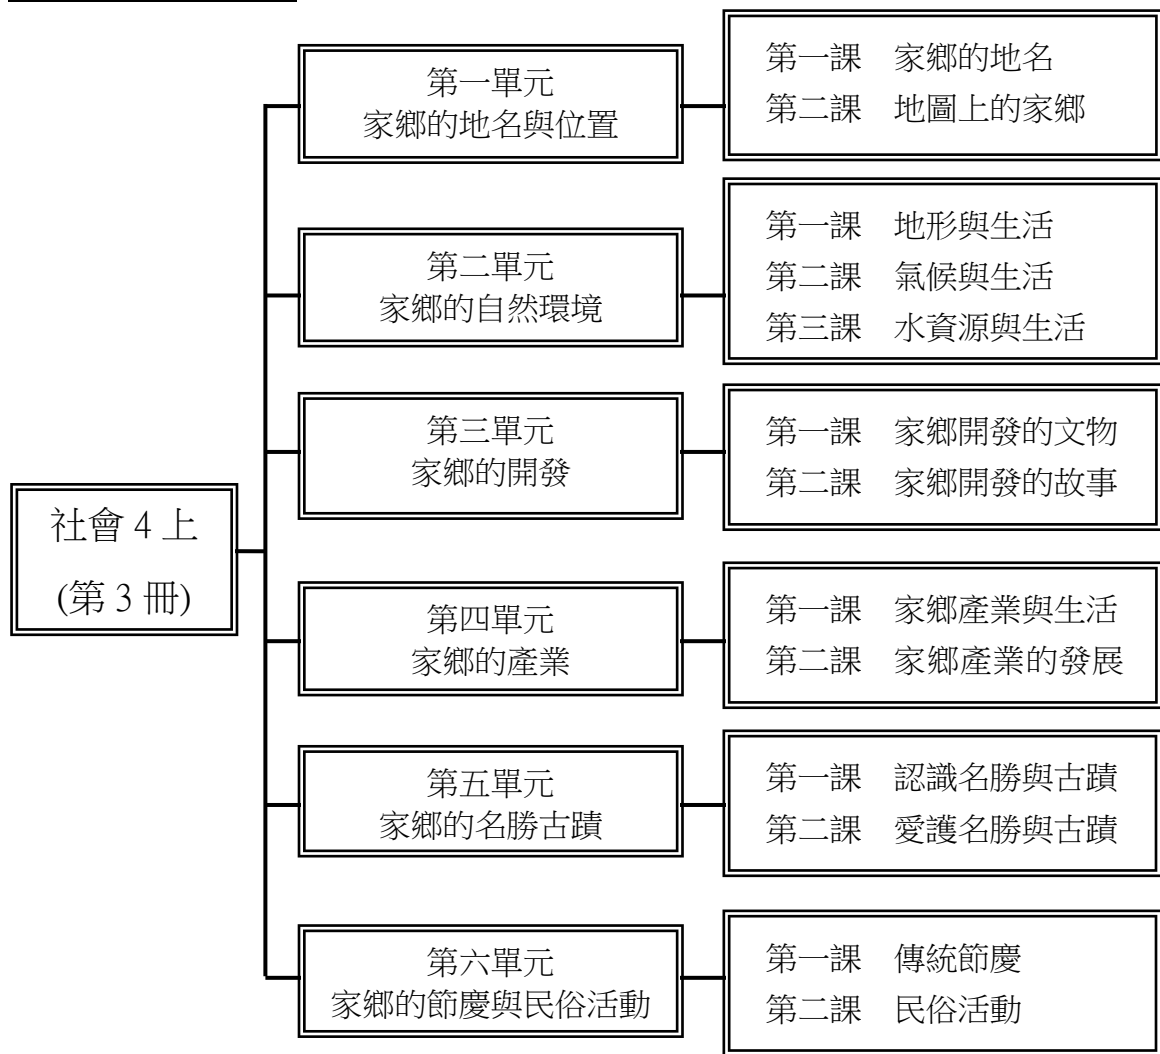 社會 4 上
(第 3 冊)
第一單元
家鄉的地名與位置
第一課　家鄉的地名
第二課　地圖上的家鄉
第二單元
家鄉的自然環境
第一課　地形與生活
第二課　氣候與生活
第三課　水資源與生活
第三單元
家鄉的開發
第一課　家鄉開發的文物
第二課　家鄉開發的故事
第四單元
家鄉的產業
第一課　家鄉產業與生活
第二課　家鄉產業的發展
第五單元
家鄉的名勝古蹟
第一課　認識名勝與古蹟
第二課　愛護名勝與古蹟
第六單元
家鄉的節慶與民俗活動
第一課　傳統節慶
第二課　民俗活動